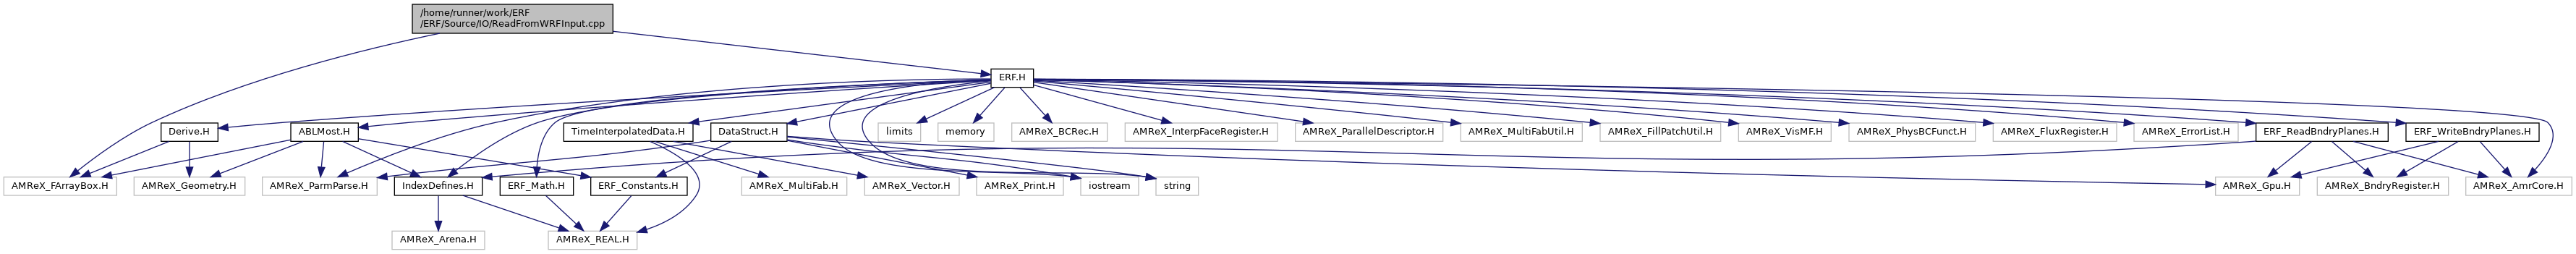 /home/runner/work/ERF
/ERF/Source/IO/ReadFromWRFInput.cpp
ERF.H
Derive.H
ABLMost.H
TimeInterpolatedData.H
DataStruct.H
limits
memory
AMReX_BCRec.H
AMReX_InterpFaceRegister.H
AMReX_ParallelDescriptor.H
AMReX_MultiFabUtil.H
AMReX_FillPatchUtil.H
AMReX_VisMF.H
AMReX_PhysBCFunct.H
AMReX_FluxRegister.H
AMReX_ErrorList.H
ERF_ReadBndryPlanes.H
ERF_WriteBndryPlanes.H
AMReX_FArrayBox.H
AMReX_Geometry.H
AMReX_ParmParse.H
IndexDefines.H
ERF_Math.H
ERF_Constants.H
AMReX_MultiFab.H
AMReX_Vector.H
AMReX_Print.H
iostream
string
AMReX_Gpu.H
AMReX_BndryRegister.H
AMReX_AmrCore.H
AMReX_Arena.H
AMReX_REAL.H